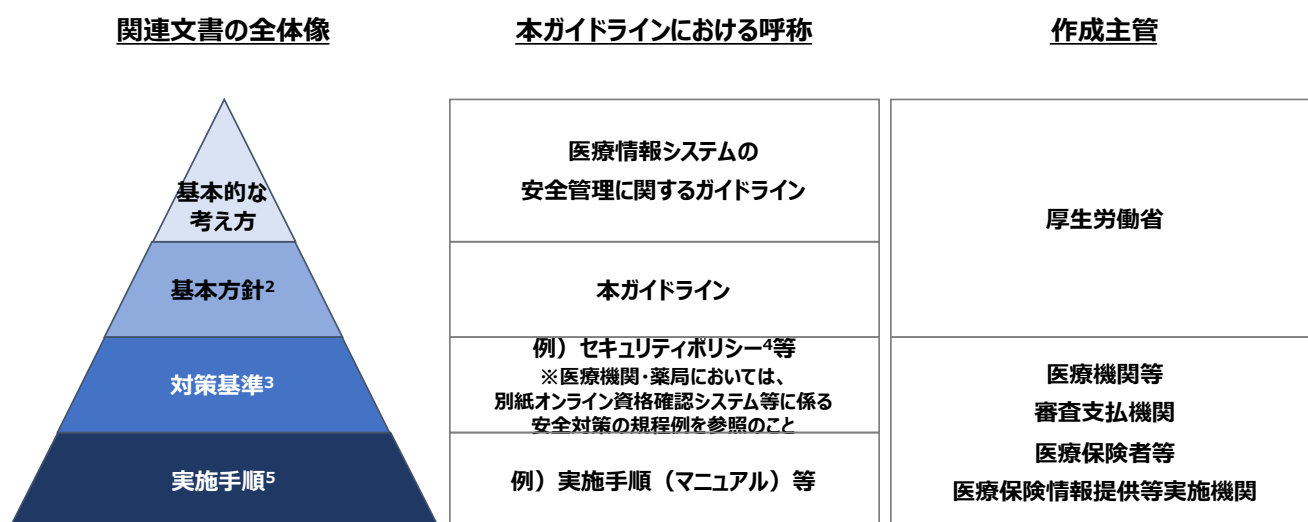 関連文書の全体像
本ガイドラインにおける呼称
作成主管
基本的な
考え方
医療情報システムの
安全管理に関するガイドライン
厚生労働省
基本方針2
本ガイドライン
対策基準3
例）セキュリティポリシー4等
※医療機関・薬局においては、
別紙オンライン資格確認システム等に係る
安全対策の規程例を参照のこと
医療機関等
審査支払機関
医療保険者等
医療保険情報提供等実施機関
実施手順5
例）実施手順（マニュアル）等